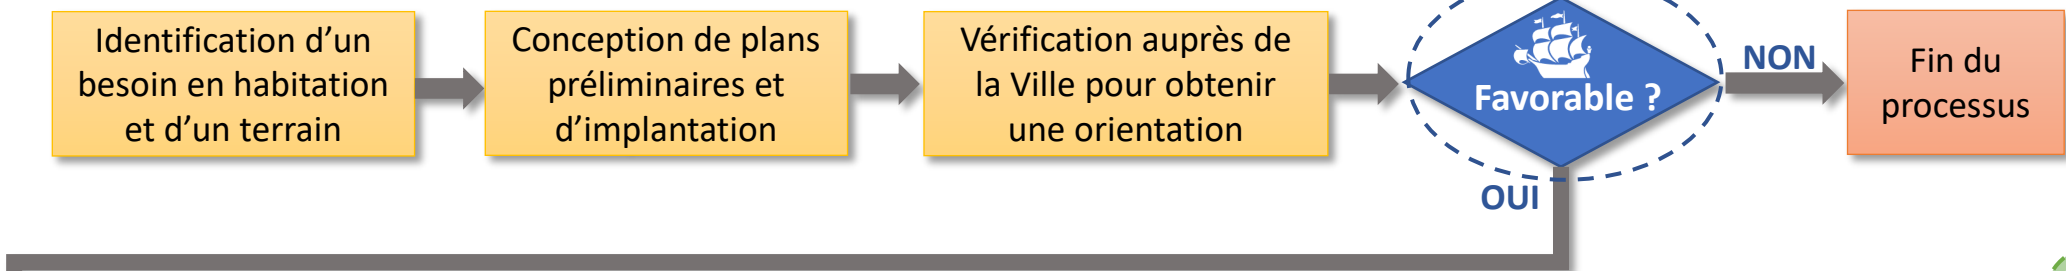 Identification d’un
besoin en habitation
et d’un terrain
Conception de plans
préliminaires et
d’implantation
Vérification auprès de
la Ville pour obtenir
une orientation
Favorable ?
NON
Fin du
processus
OUI